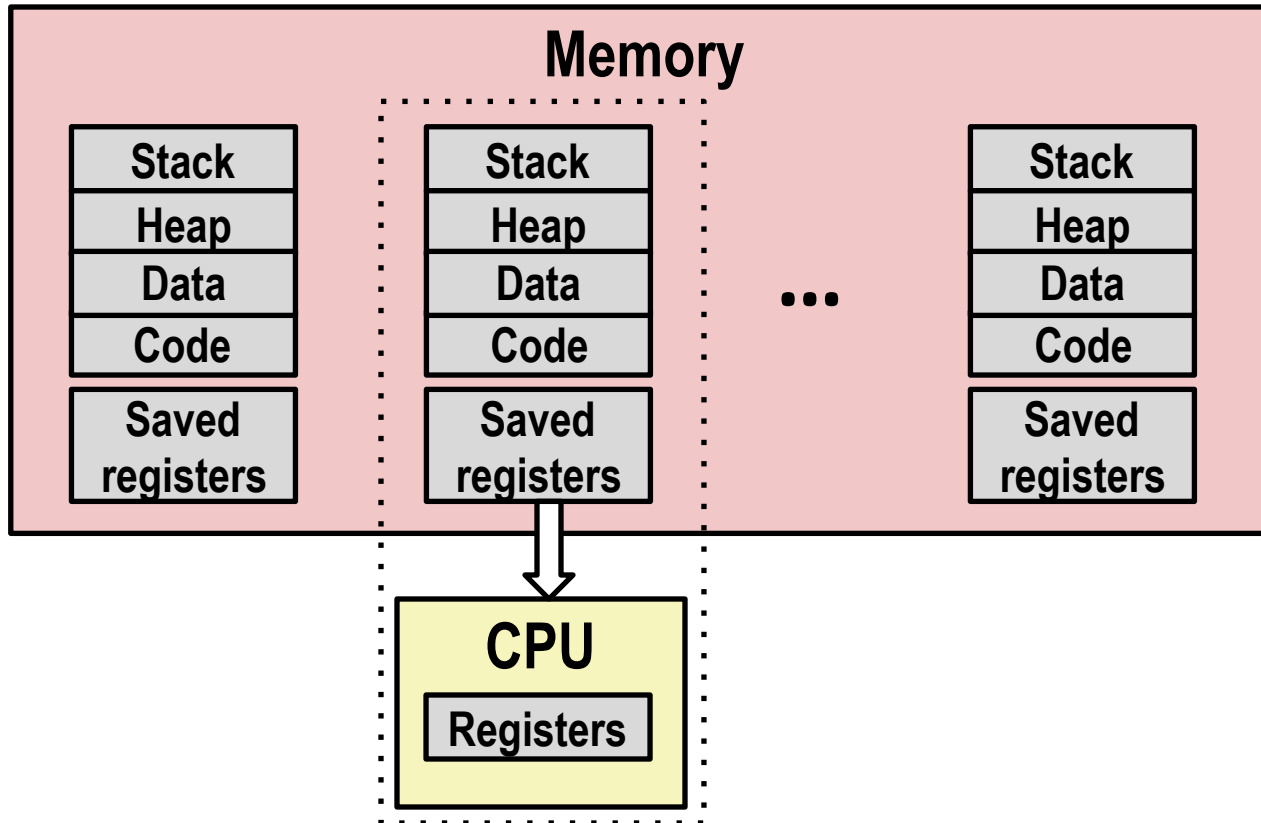 Memory
Stack
Heap
Data
Code
Saved
registers
Stack
Heap
Data
Code
Saved
registers
...
Stack
Heap
Data
Code
Saved
registers
CPU
Registers